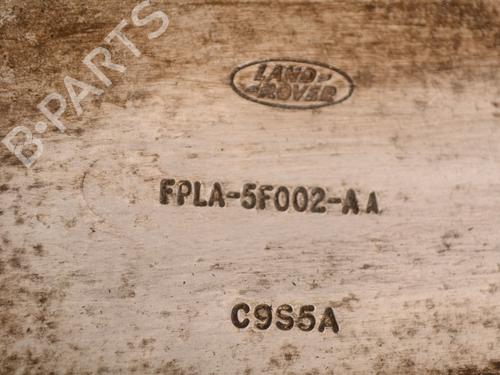 B-PARTS
LAND-
-ROVER
FPLA-5F002-AA
C9S5A